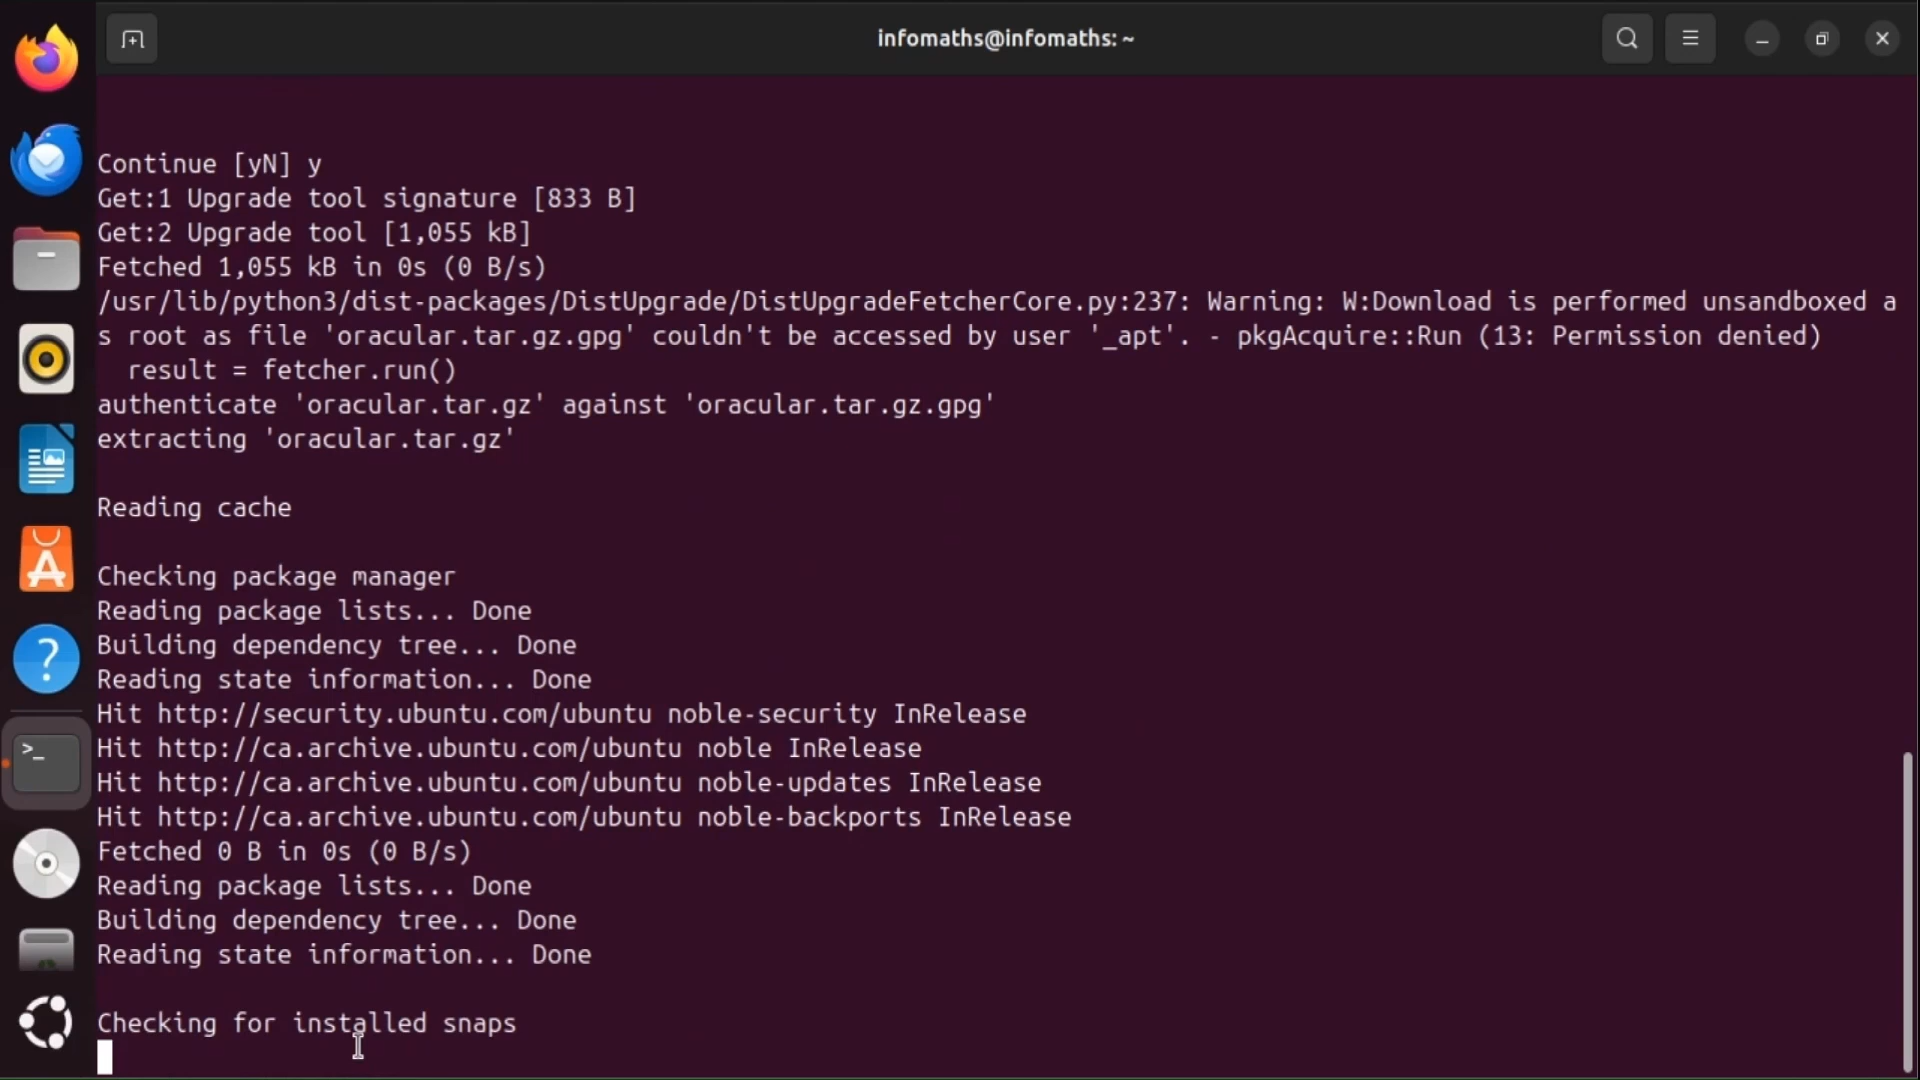 infomaths@infomaths: ~
Continue [yN] y
Get:1 Upgrade tool signature [833 B]
Get:2 Upgrade tool [1,055 kB]
Fetched 1,055 kB in 0s (0 B/s)
/usr/lib/python3/dist-packages/DistUpgrade/DistUpgradeFetcherCore.py:237: Warning: W:Download is performed unsandboxed a
s root as file 'oracular.tar.gz.gpg' couldn't be accessed by user '_apt'. - pkgAcquire::Run (13: Permission denied)
  result = fetcher.run()
authenticate 'oracular.tar.gz' against 'oracular.tar.gz.gpg'
extracting 'oracular.tar.gz'
Reading cache
Checking package manager
Reading package lists... Done
Building dependency tree... Done
Reading state information... Done
Hit http://security.ubuntu.com/ubuntu noble-security InRelease
Hit http://ca.archive.ubuntu.com/ubuntu noble InRelease
Hit http://ca.archive.ubuntu.com/ubuntu noble-updates InRelease
Hit http://ca.archive.ubuntu.com/ubuntu noble-backports InRelease
Fetched 0 B in 0s (0 B/s)
Reading package lists... Done
Building dependency tree... Done
Reading state information... Done
Checking for installed snaps